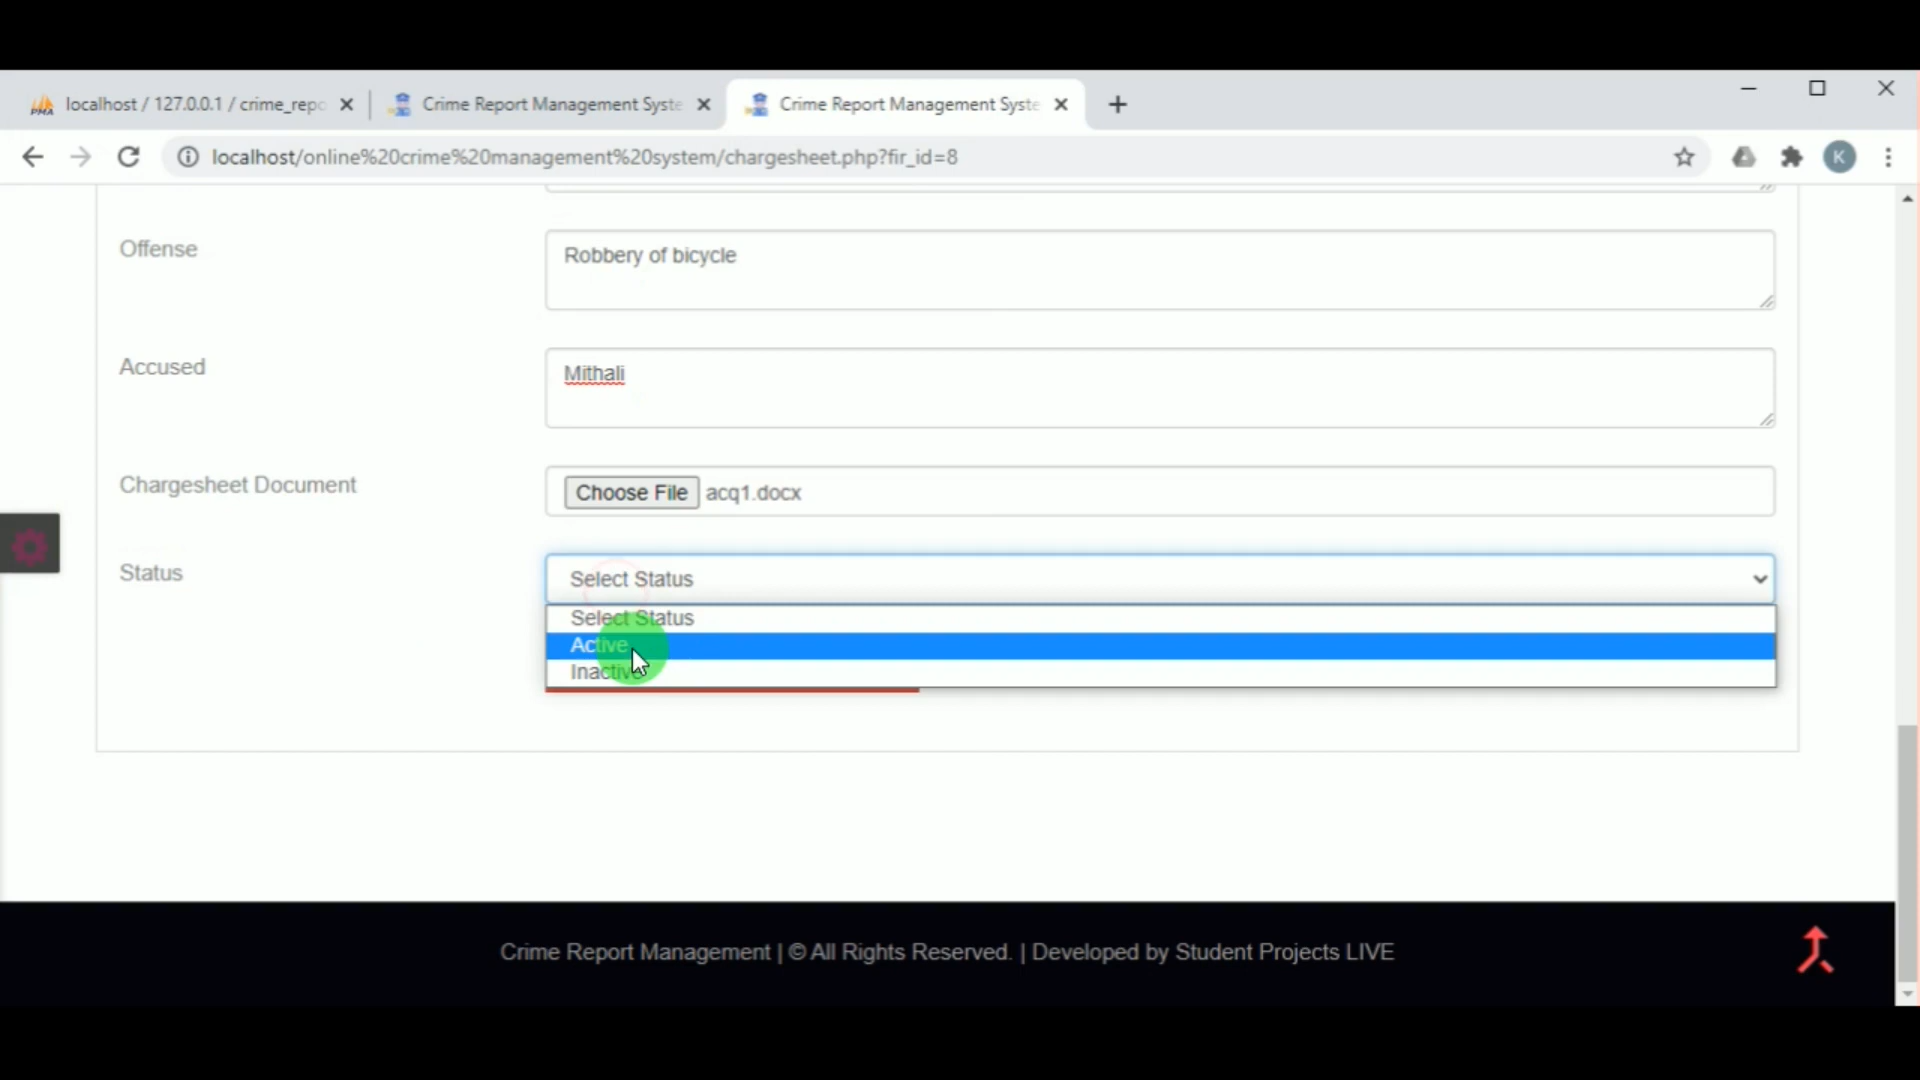 PMA localhost / 127.0.0.1 / crime_repo
Crime Report Management Syste
Crime Report Management Syste
localhost/online%20crime%20management%20system/chargesheet.php?fir_id=8
K
Offense
Robbery of bicycle
Accused
Mithali
Chargesheet Document
Choose File acq1.docx
Status
Select Status
Select Status
Active
Inactive
Crime Report Management | © All Rights Reserved. | Developed by Student Projects LIVE